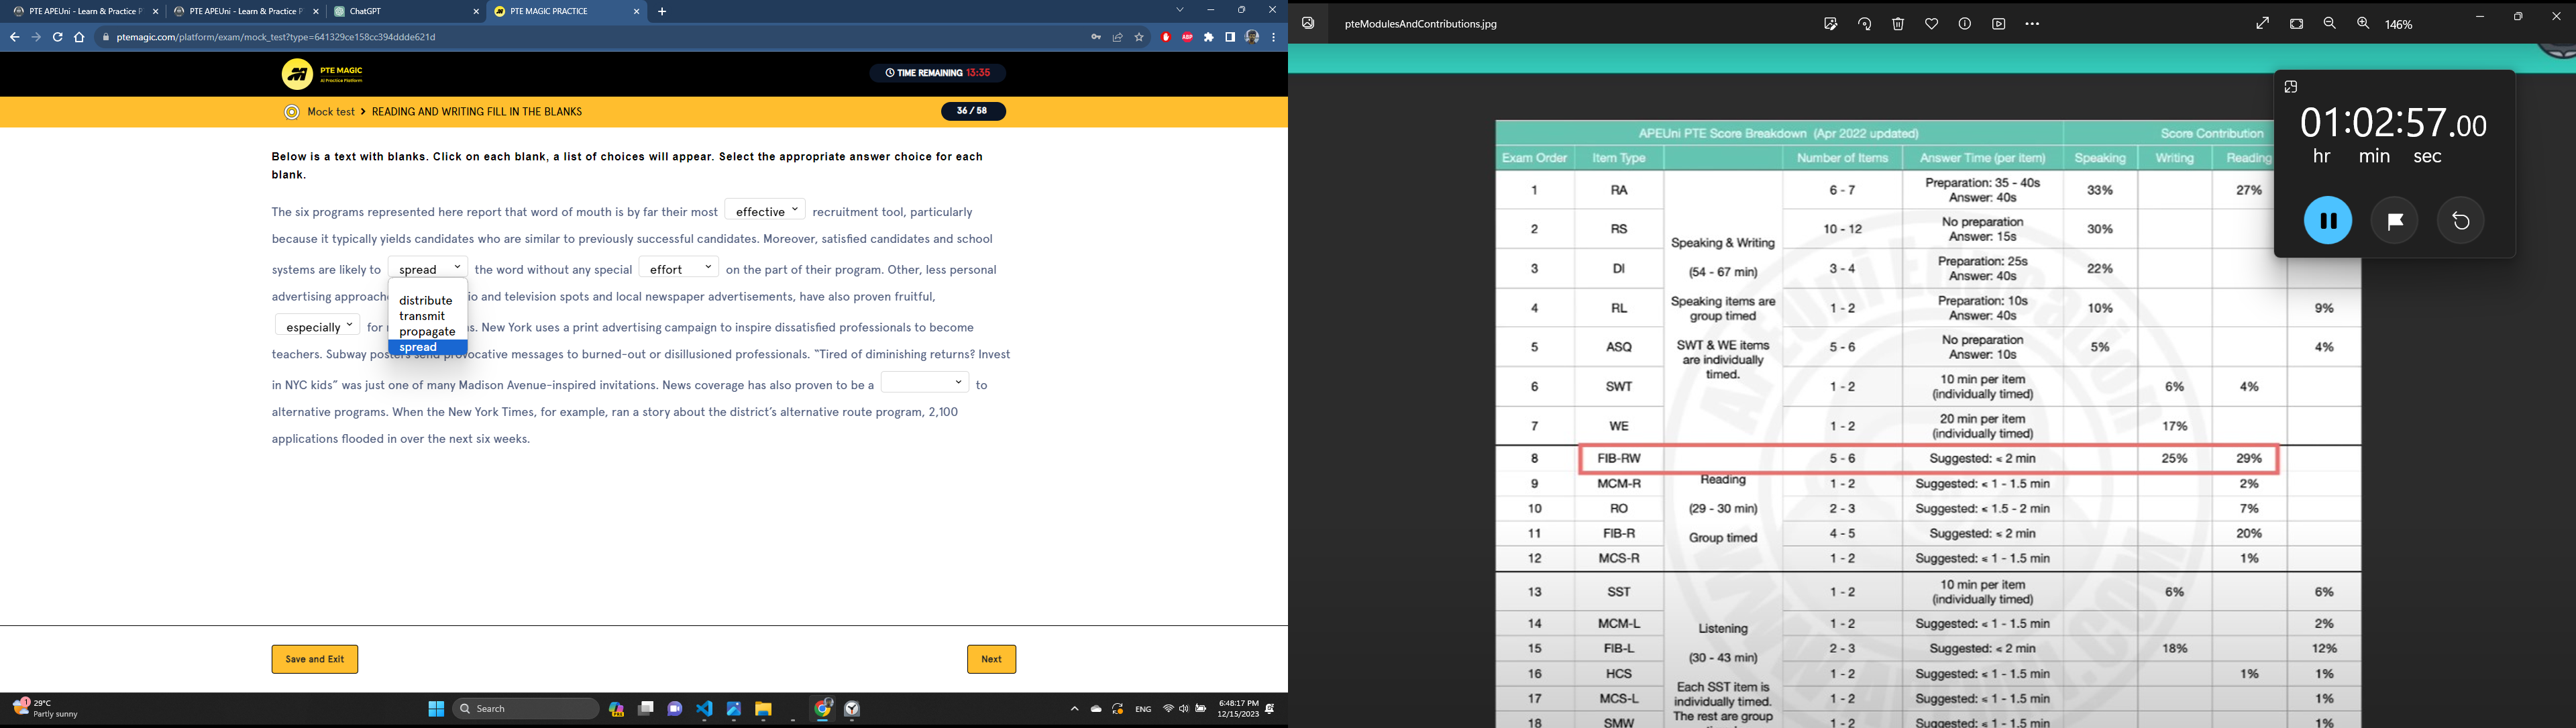 PTE APEUni - Learn & Practice P
PTE APEUni - Learn & Practice P
ChatGPT
PTE MAGIC PRACTICE
ptemagic.com/platform/exam/mock_test?type=641329ce158cc394ddde621d
PTE MAGIC
AI Practice Platform
TIME REMAINING 13:35
Mock test > READING AND WRITING FILL IN THE BLANKS
36 / 58
Below is a text with blanks. Click on each blank, a list of choices will appear. Select the appropriate answer choice for each
blank.
The six programs represented here report that word of mouth is by far their most effective recruitment tool, particularly
because it typically yields candidates who are similar to previously successful candidates. Moreover, satisfied candidates and school
systems are likely to spread the word without any special effort on the part of their program. Other, less personal
advertising approach io and television spots and local newspaper advertisements, have also proven fruitful,
especially for s. New York uses a print advertising campaign to inspire dissatisfied professionals to become
teachers. Subway posters send provocative messages to burned-out or disillusioned professionals. "Tired of diminishing returns? Invest
in NYC kids" was just one of many Madison Avenue-inspired invitations. News coverage has also proven to be a to
alternative programs. When the New York Times, for example, ran a story about the district's alternative route program, 2,100
applications flooded in over the next six weeks.
distribute
transmit
propagate
spread
Save and Exit
Next
29°C
Partly sunny
Search
ENG
6:48:17 PM
12/15/2023
pteModulesAndContributions.jpg
146%
01:02:57.00
hr min sec
APEUni PTE Score Breakdown (Apr 2022 updated) Score Contribution
Exam Order Item Type Number of Items Answer Time (per item) Speaking Writing Reading
1 RA 6 - 7 Preparation: 35 - 40s Answer: 40s 33% 27%
2 RS 10 - 12 No preparation Answer: 15s 30%
Speaking & Writing
(54 - 67 min)
3 DI 3 - 4 Preparation: 25s Answer: 40s 22%
4 RL 1 - 2 Preparation: 10s Answer: 40s 10% 9%
Speaking items are
group timed
5 ASQ 5 - 6 No preparation Answer: 10s 5% 4%
SWT & WE items
are individually
timed.
6 SWT 1 - 2 10 min per item (individually timed) 6% 4%
7 WE 1 - 2 20 min per item (individually timed) 17%
8 FIB-RW 5 - 6 Suggested: < 2 min 25% 29%
Reading
9 MCM-R 1 - 2 Suggested: < 1 - 1.5 min 2%
10 RO (29 - 30 min) 2 - 3 Suggested: < 1.5 - 2 min 7%
11 FIB-R Group timed 4 - 5 Suggested: < 2 min 20%
12 MCS-R 1 - 2 Suggested: < 1 - 1.5 min 1%
13 SST 1 - 2 10 min per item (individually timed) 6% 6%
14 MCM-L Listening 1 - 2 Suggested: < 1 - 1.5 min 2%
15 FIB-L (30 - 43 min) 2 - 3 Suggested: < 2 min 18% 12%
16 HCS 1 - 2 Suggested: < 1 - 1.5 min 1% 1%
Each SST item is
individually timed.
The rest are group
17 MCS-L 1 - 2 Suggested: < 1 - 1.5 min 1%
18 SMW 1 - 2 Suggested: < 1 - 1.5 min 1%